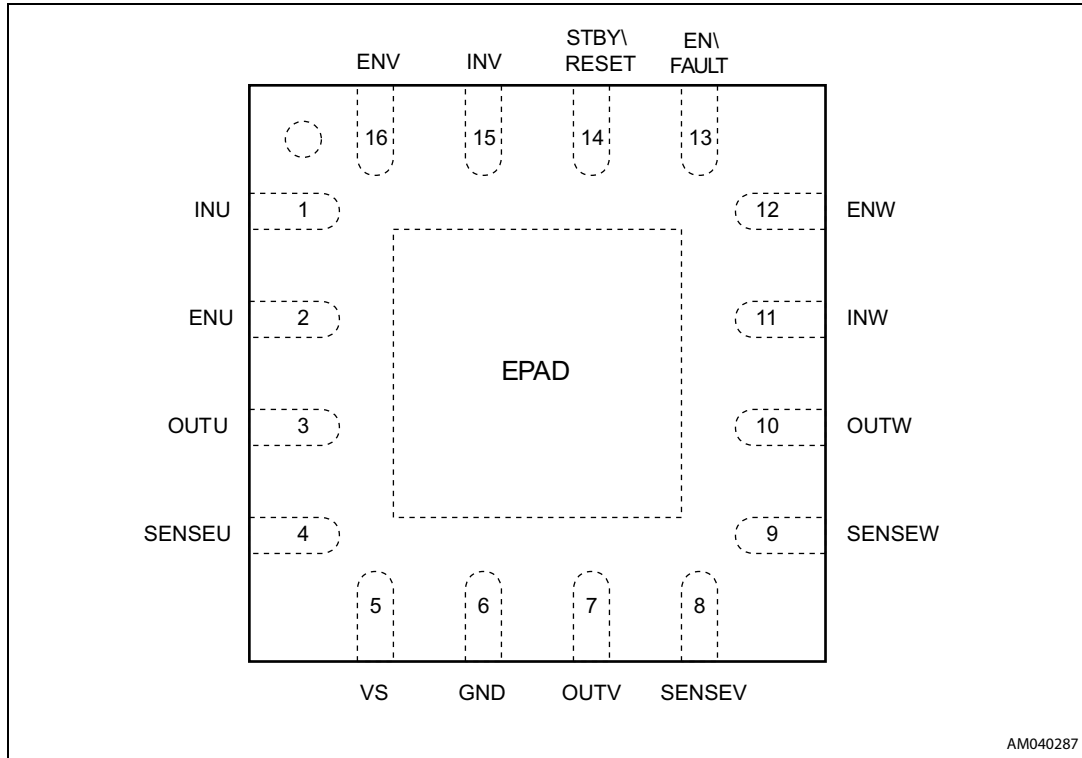 STBY\ EN\
ENV INV RESET FAULT
16 15 14 13
INU 1 12 ENW
ENU 2 11 INW
EPAD
OUTU 3 10 OUTW
SENSEU 4 9 SENSEW
5 6 7 8
VS GND OUTV SENSEV
AM040287